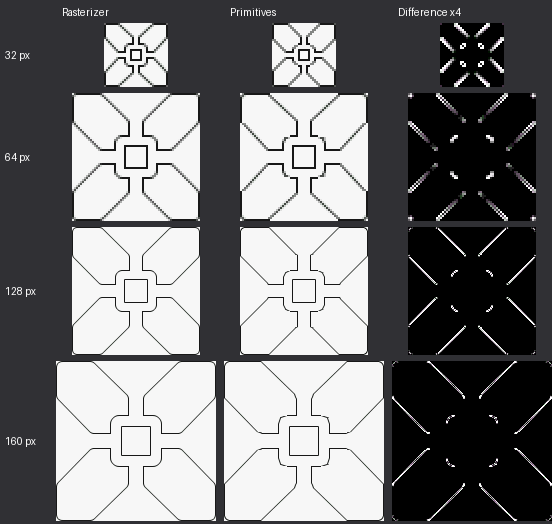 Rasterizer Primitives Difference x4
32 px
64 px
128 px
160 px